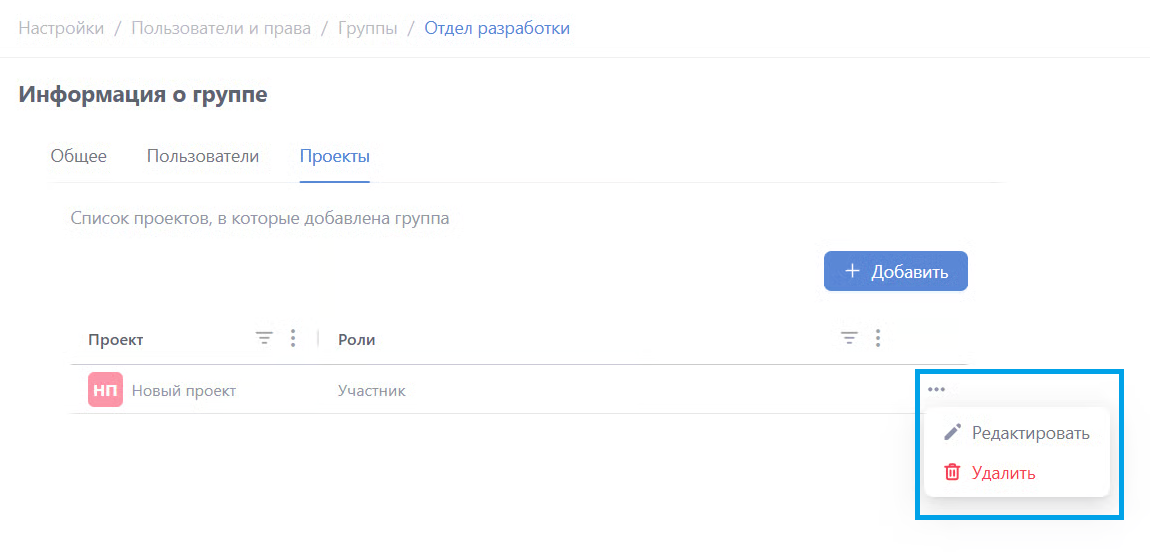 Настройки / Пользователи и права / Группы / Отдел разработки
Информация о группе
Общее Пользователи Проекты
Список проектов, в которые добавлена группа
+ Добавить
Проект Роли
НП Новый проект Участник
Редактировать
Удалить